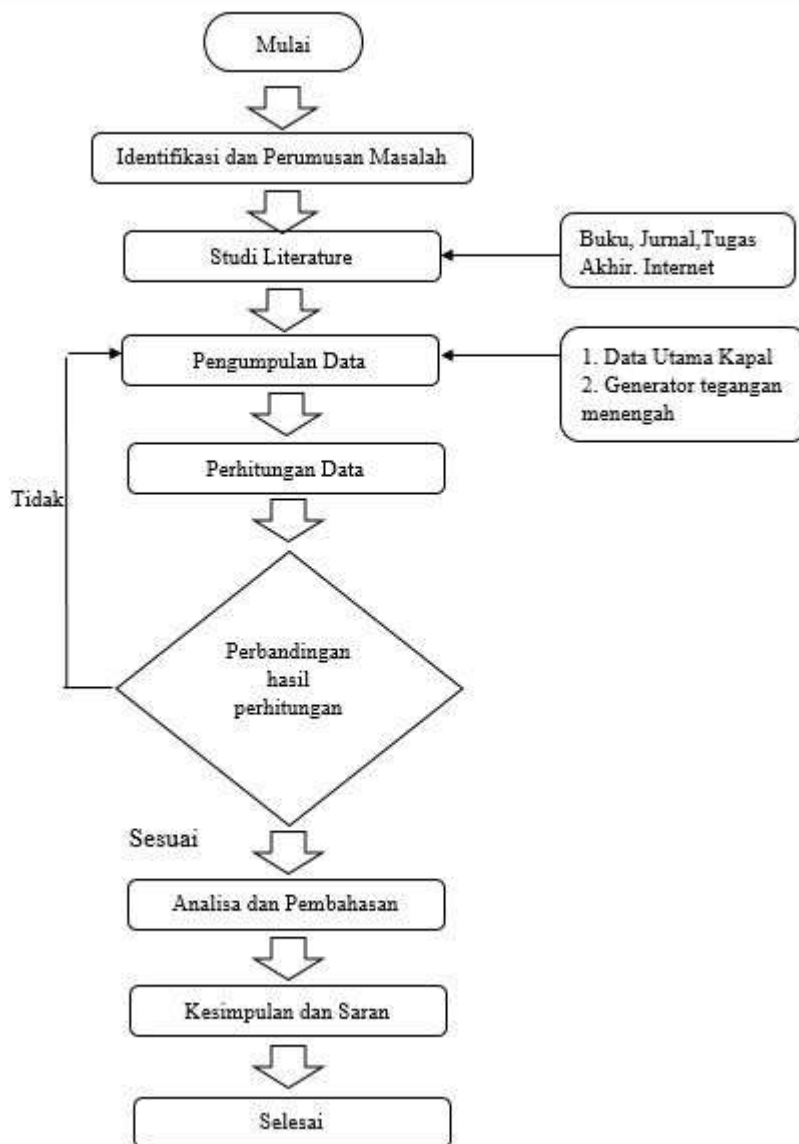 Mulai
Identifikasi dan Perumusan Masalah
Studi Literature
Buku, Jurnal,Tugas
Akhir. Internet
Pengumpulan Data
1. Data Utama Kapal
2. Generator tegangan
menengah
Perhitungan Data
Tidak
Perbandingan
hasil
perhitungan
Sesuai
Analisa dan Pembahasan
Kesimpulan dan Saran
Selesai